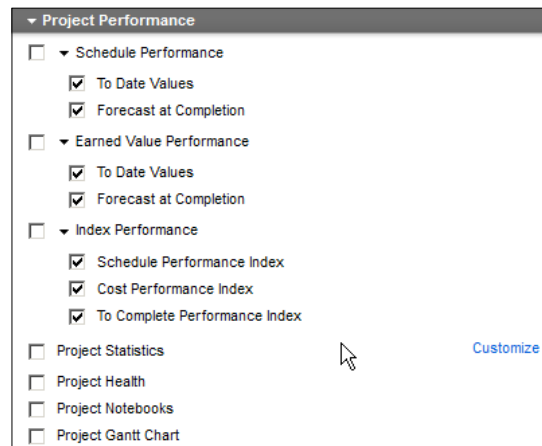 Project Performance
Schedule Performance
To Date Values
Forecast at Completion
Earned Value Performance
To Date Values
Forecast at Completion
Index Performance
Schedule Performance Index
Cost Performance Index
To Complete Performance Index
Project Statistics Customize
Project Health
Project Notebooks
Project Gantt Chart